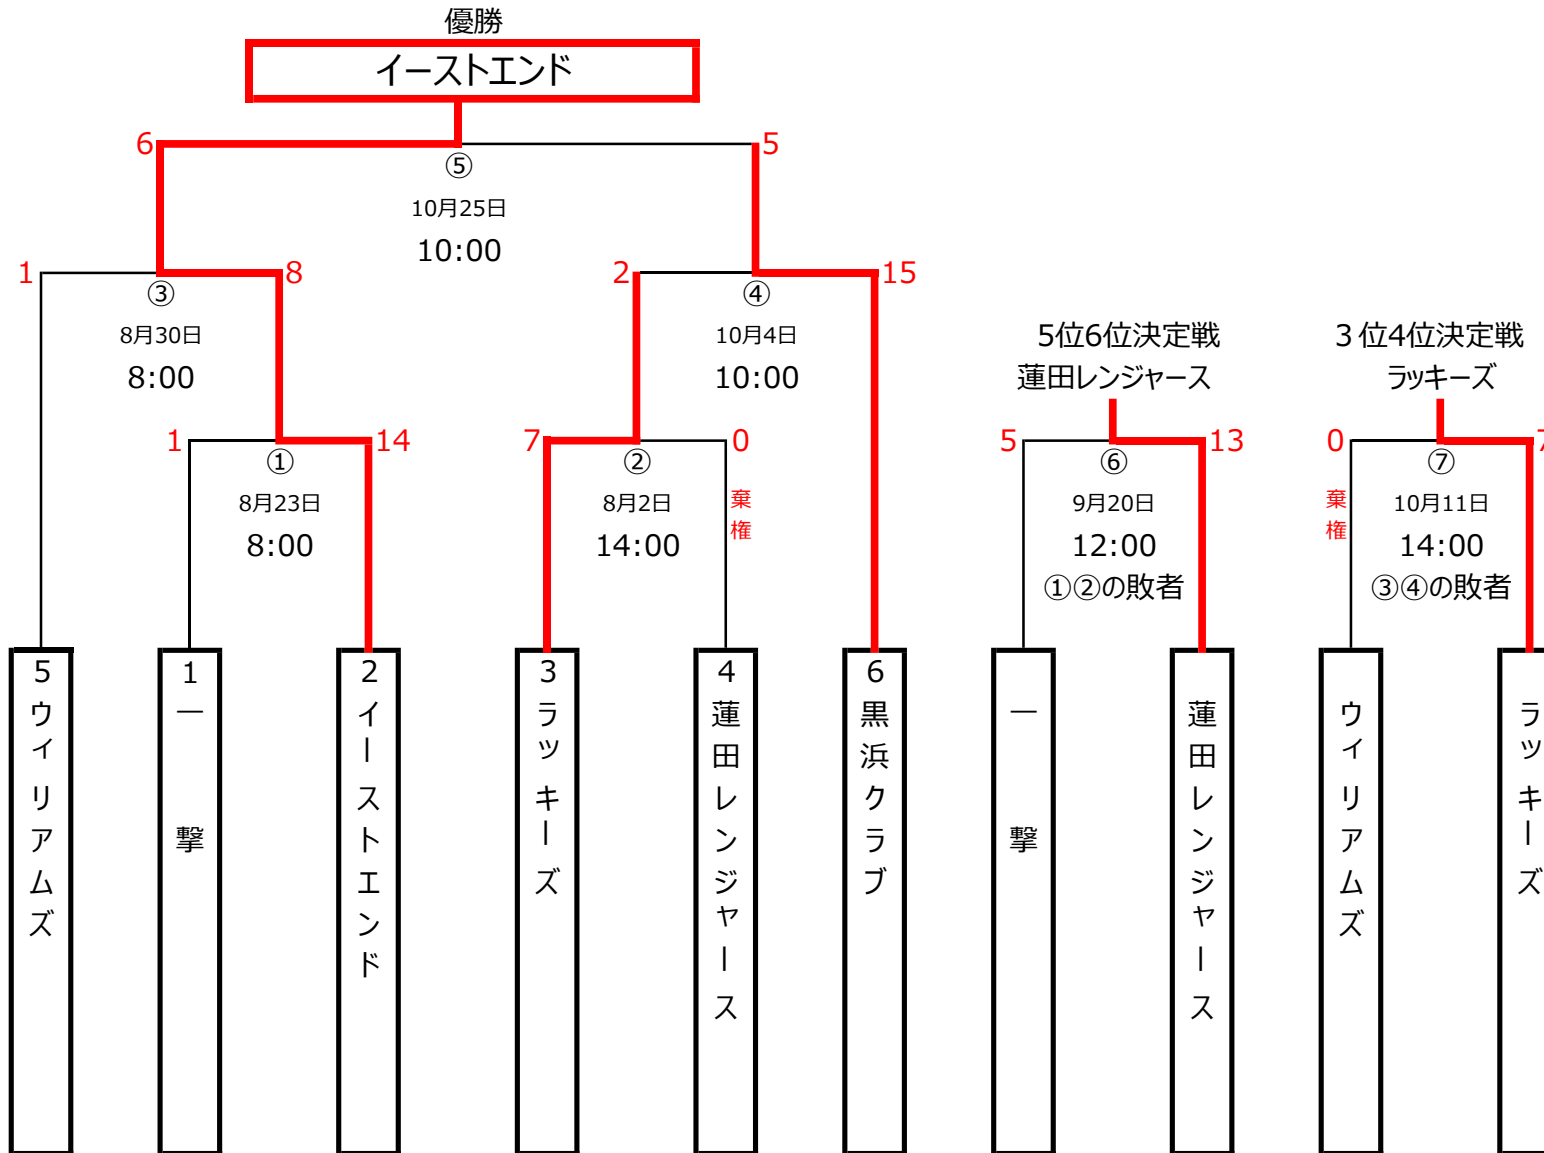 優勝
イーストエンド
6
5
⑤
10月25日
10:00
1
8
③
8月30日
8:00
2
15
④
10月4日
10:00
1
14
①
8月23日
8:00
7
0
②
8月2日
14:00
棄権
5位6位決定戦
蓮田レンジャース
5
13
⑥
9月20日
12:00
①②の敗者
3位4位決定戦
ラッキーズ
0
7
⑦
10月11日
14:00
③④の敗者
棄権
5
ウィリアムズ
1
一撃
2
イーストエンド
3
ラッキーズ
4
蓮田レンジャース
6
黒浜クラブ
一撃
蓮田レンジャース
ウィリアムズ
ラッキーズ